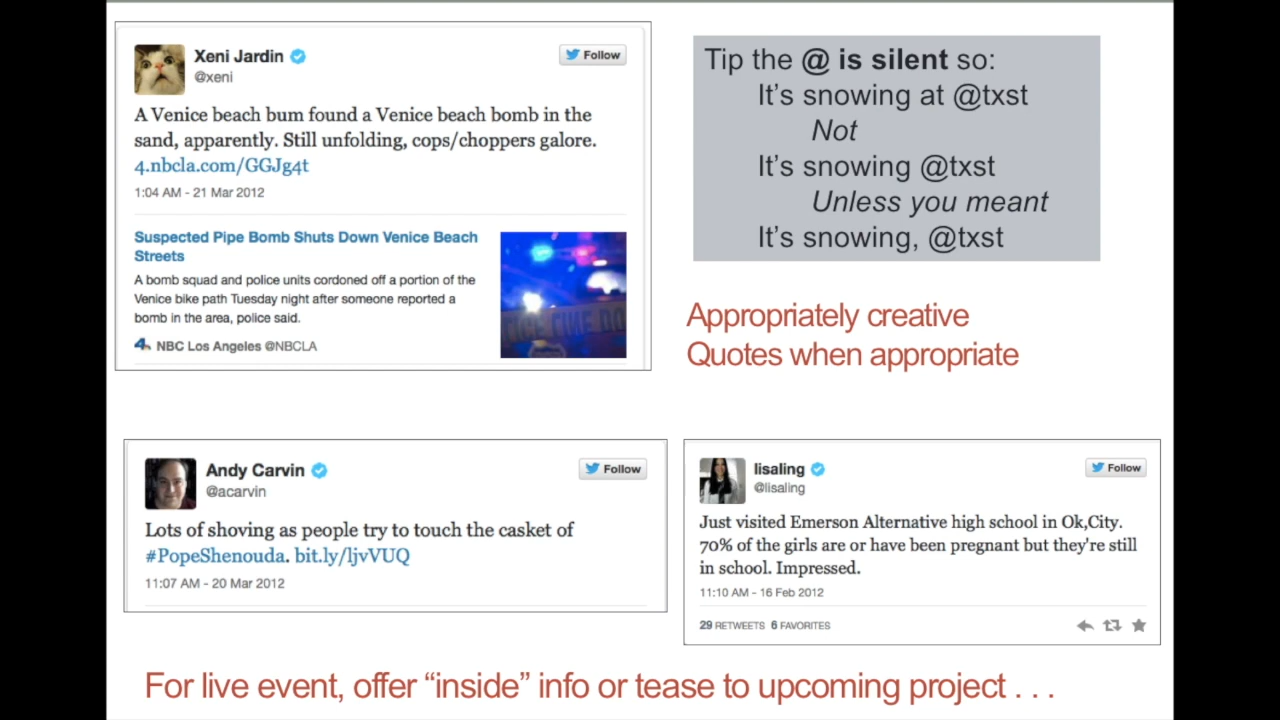 Xeni Jardin
@xeni
Follow
A Venice beach bum found a Venice beach bomb in the
sand, apparently. Still unfolding, cops/choppers galore.
4.nbcla.com/GGJg4t
1:04 AM - 21 Mar 2012
Suspected Pipe Bomb Shuts Down Venice Beach
Streets
A bomb squad and police units cordoned off a portion of the
Venice bike path Tuesday night after someone reported a
bomb in the area, police said.
4 NBC Los Angeles @NBCLA
Tip the @ is silent so:
It's snowing at @txst
Not
It's snowing @txst
Unless you meant
It's snowing, @txst
Appropriately creative
Quotes when appropriate
Andy Carvin
@acarvin
Follow
Lots of shoving as people try to touch the casket of
#PopeShenouda. bit.ly/ljvVUQ
11:07 AM - 20 Mar 2012
lisaling
@lisaling
Follow
Just visited Emerson Alternative high school in Ok,City.
70% of the girls are or have been pregnant but they're still
in school. Impressed.
11:10 AM - 16 Feb 2012
29 RETWEETS 6 FAVORITES
For live event, offer “inside” info or tease to upcoming project . . .